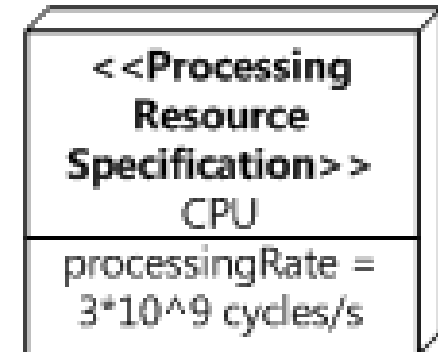 <<Processing
Resource
Specification>>
CPU
processingRate =
3*10^9 cycles/s